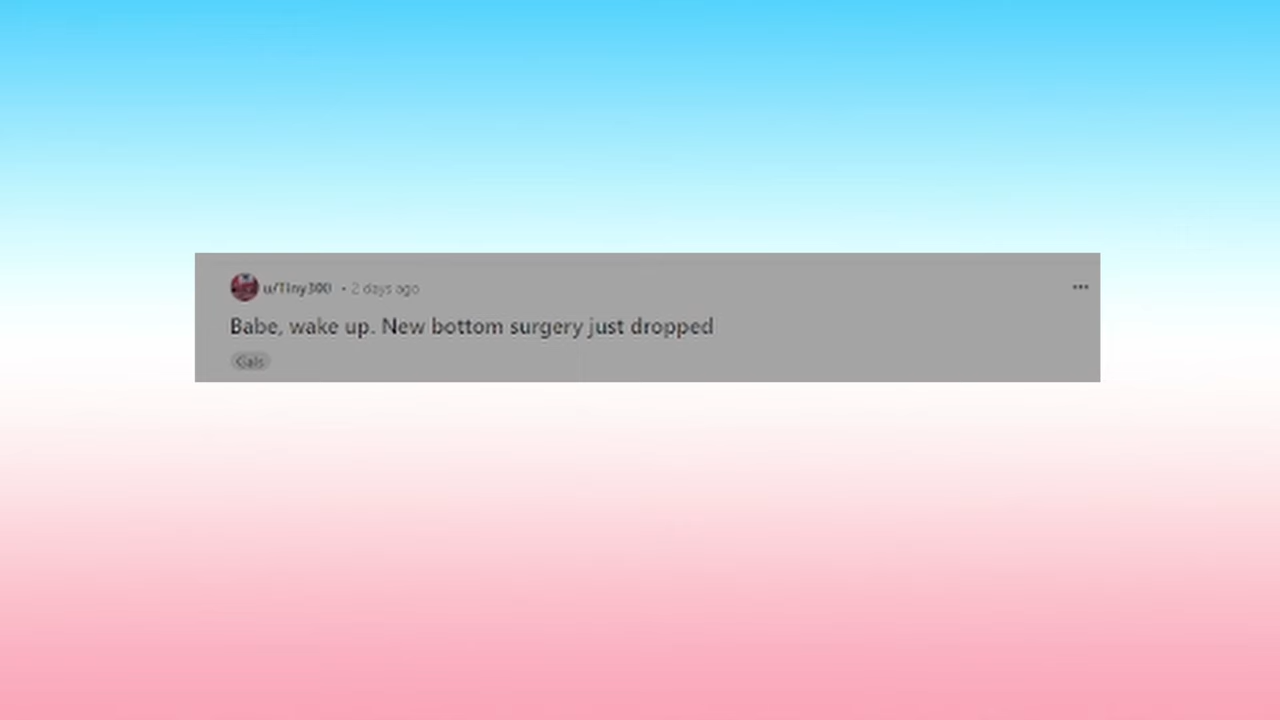 u/Tiny300 • 2 days ago
Babe, wake up. New bottom surgery just dropped
Gals